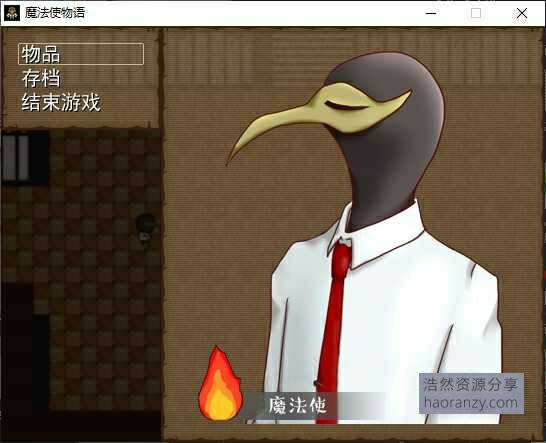 魔法使物语
物品
存档
结束游戏
魔法使
浩然资源分享
haoranzy.com